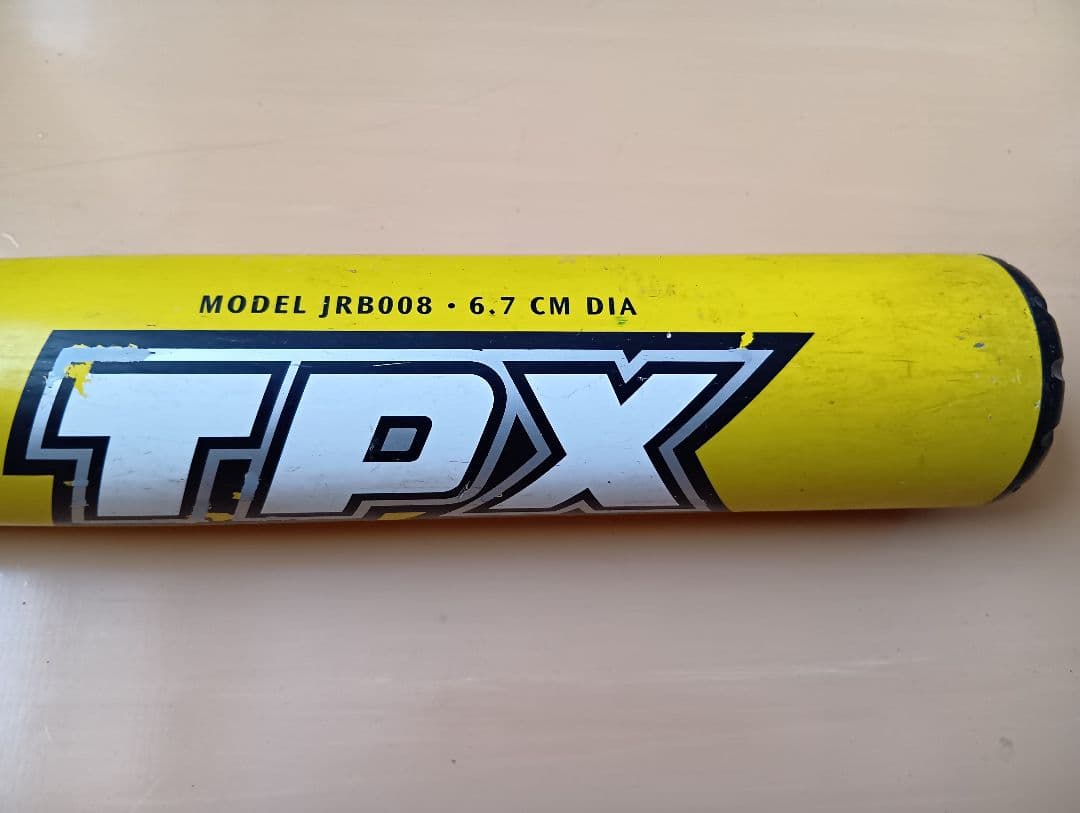 MODEL JRB008 • 6.7 CM DIA
TPX